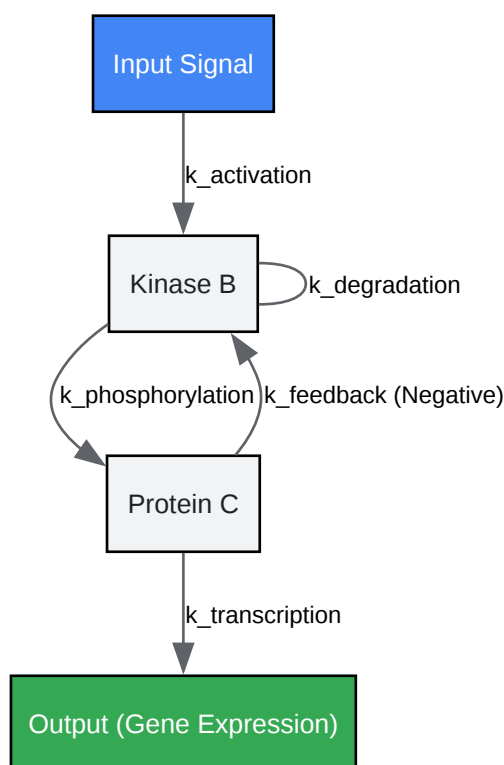 Input Signal
k_activation
Kinase B
k_degradation
k_phosphorylation
k_feedback (Negative)
Protein C
k_transcription
Output (Gene Expression)